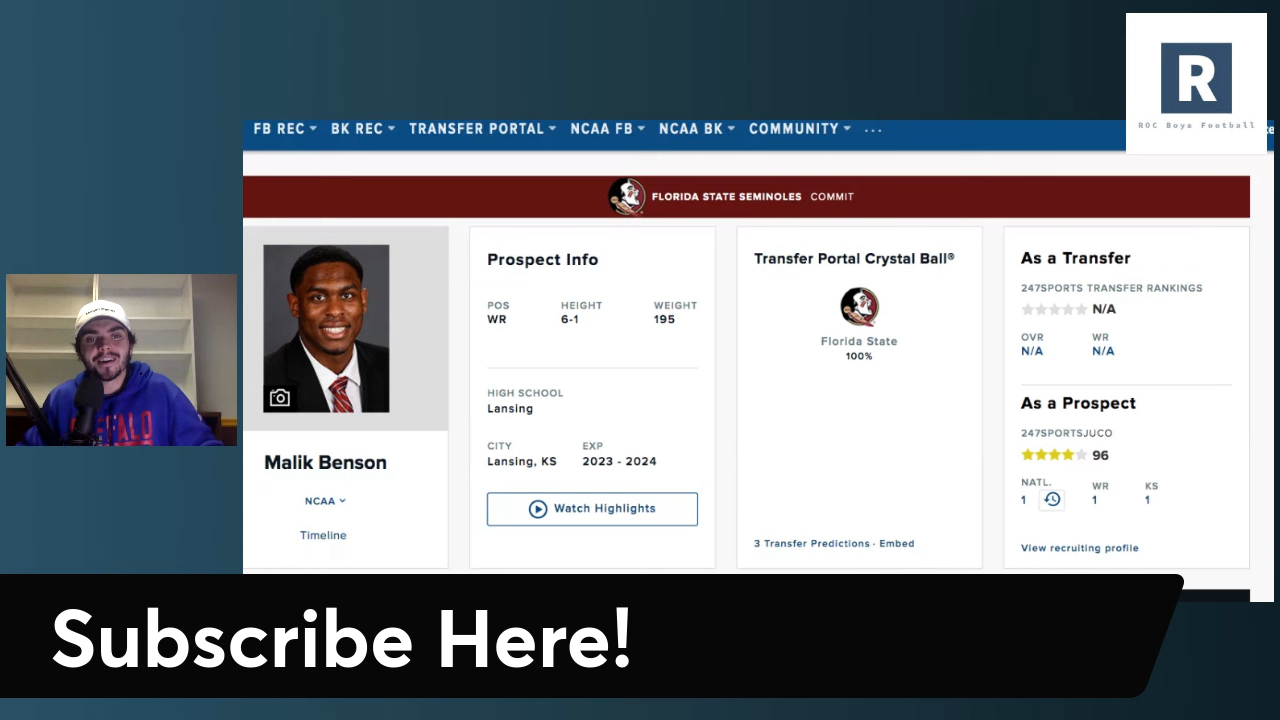 R
ROC Boys Football
FB REC BK REC TRANSFER PORTAL NCAA FB NCAA BK COMMUNITY ...
FLORIDA STATE SEMINOLES COMMIT
Malik Benson
NCAA
Timeline
Prospect Info
POS HEIGHT WEIGHT
WR 6-1 195
HIGH SCHOOL
Lansing
CITY EXP
Lansing, KS 2023 - 2024
Watch Highlights
Transfer Portal Crystal Ball®
Florida State
100%
3 Transfer Predictions · Embed
As a Transfer
247SPORTS TRANSFER RANKINGS
N/A
OVR WR
N/A N/A
As a Prospect
247SPORTSJUCO
96
NATL. WR KS
1 1 1
View recruiting profile
Subscribe Here!